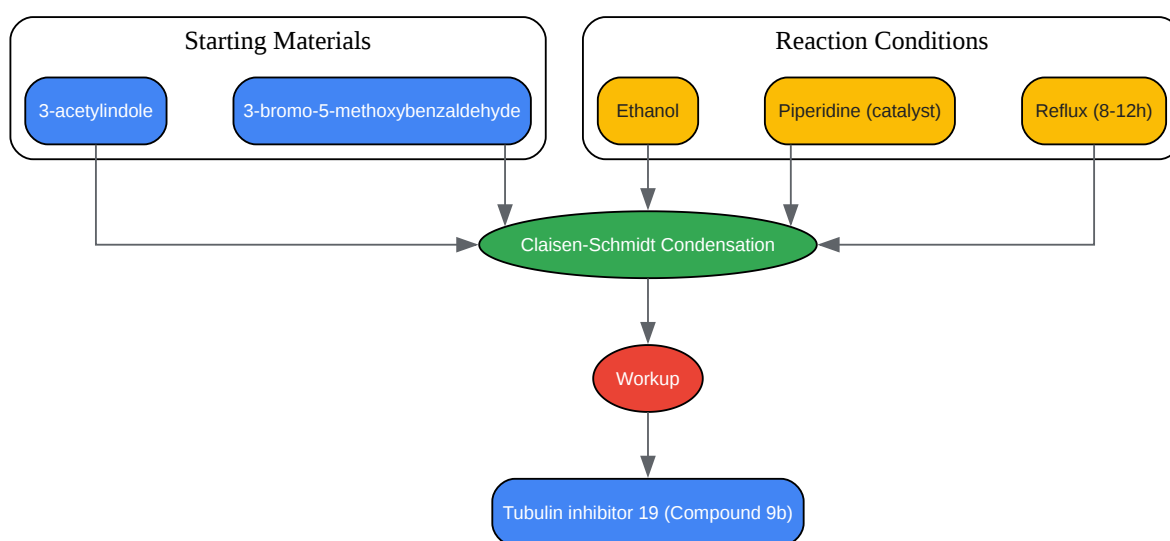 Starting Materials
Reaction Conditions
3-acetylindole
3-bromo-5-methoxybenzaldehyde
Ethanol
Piperidine (catalyst)
Reflux (8-12h)
Claisen-Schmidt Condensation
Workup
Tubulin inhibitor 19 (Compound 9b)